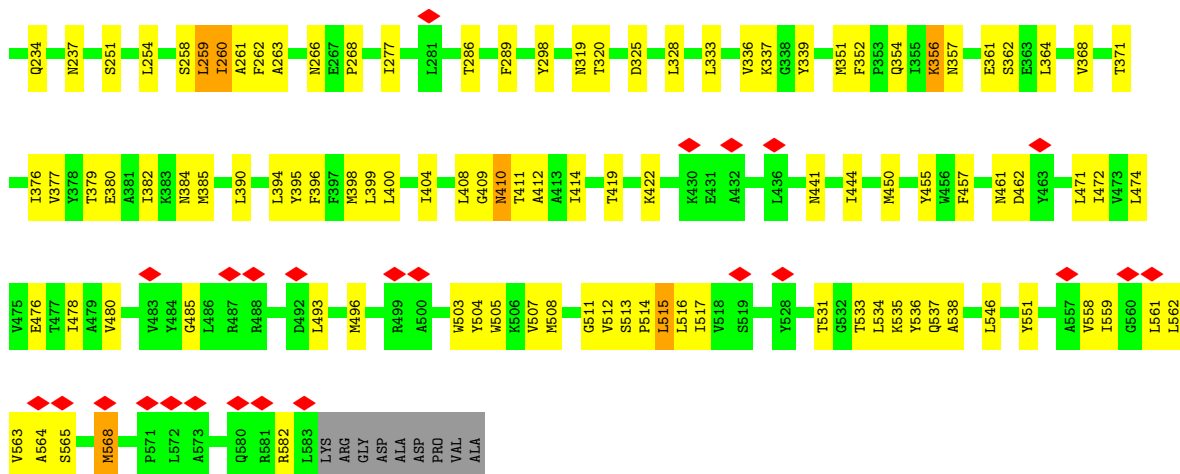 Q234 N237 S251 L254 S258 L259 I260 A261 F262 A263 N266 E267 P268 I277 L281 T286 F289 Y298 N319 T320 D325 L328 L333 V336 K337 G338 Y339 M351 F352 P353 Q354 I355 K356 N357 E361 S362 E363 L364 V368 T371
I376 V377 Y378 T379 E380 A381 I382 K383 N384 M385 L390 L394 Y395 F396 F397 M398 L399 L400 I404 L408 G409 N410 T411 A412 A413 I414 T419 K422 K430 E431 A432 L436 N441 I444 M450 Y455 W456 F457 N461 D462 Y463 L471 I472 V473 L474
V475 E476 T477 I478 A479 V480 V483 Y484 G485 L486 R487 R488 D492 L493 M496 R499 A500 W503 Y504 W505 K506 V507 M508 G511 V512 S513 P514 L515 L516 I517 V518 S519 Y528 T531 G532 T533 L534 K535 Y536 Q537 A538 L546 Y551 A557 V558 I559 G560 L561 L562
V563 A564 S565 M568 P571 L572 A573 Q580 R581 R582 L583 LYS ARG GLY ASP ALA ASP PRO VAL ALA